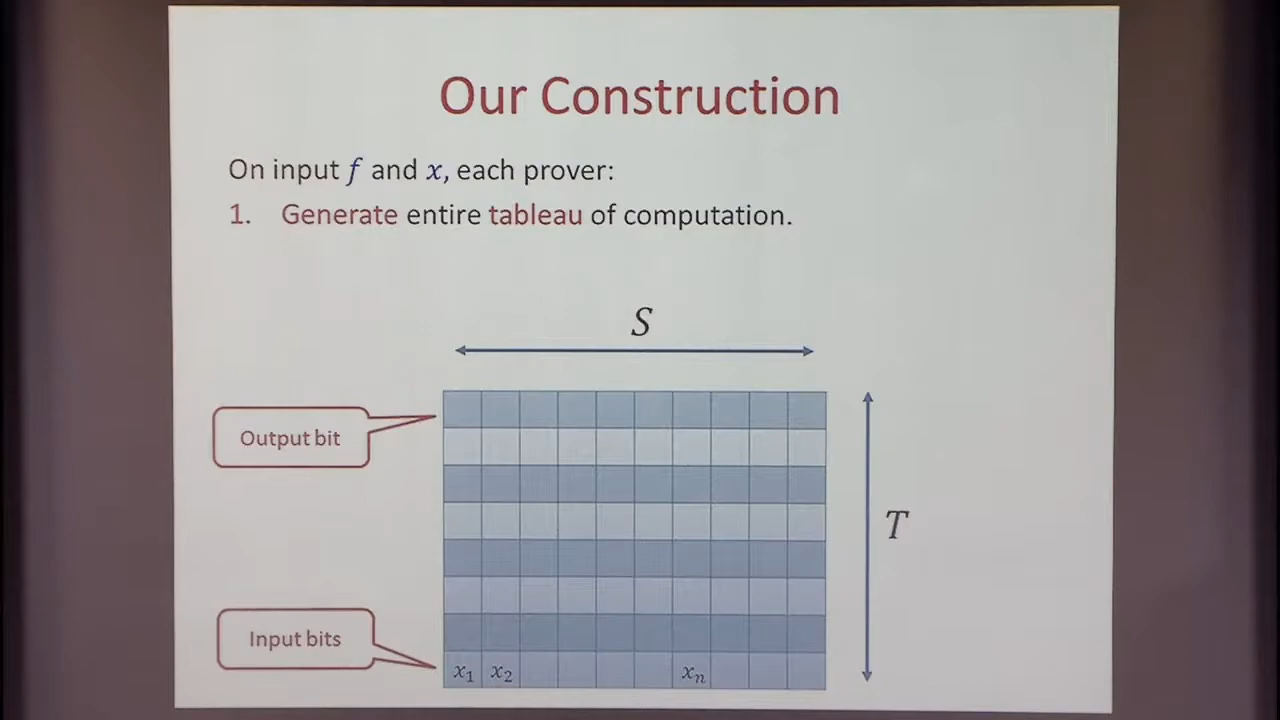 Our Construction
On input f and x, each prover:
1. Generate entire tableau of computation.
S
Output bit
T
Input bits
x₁ x₂ xₙ